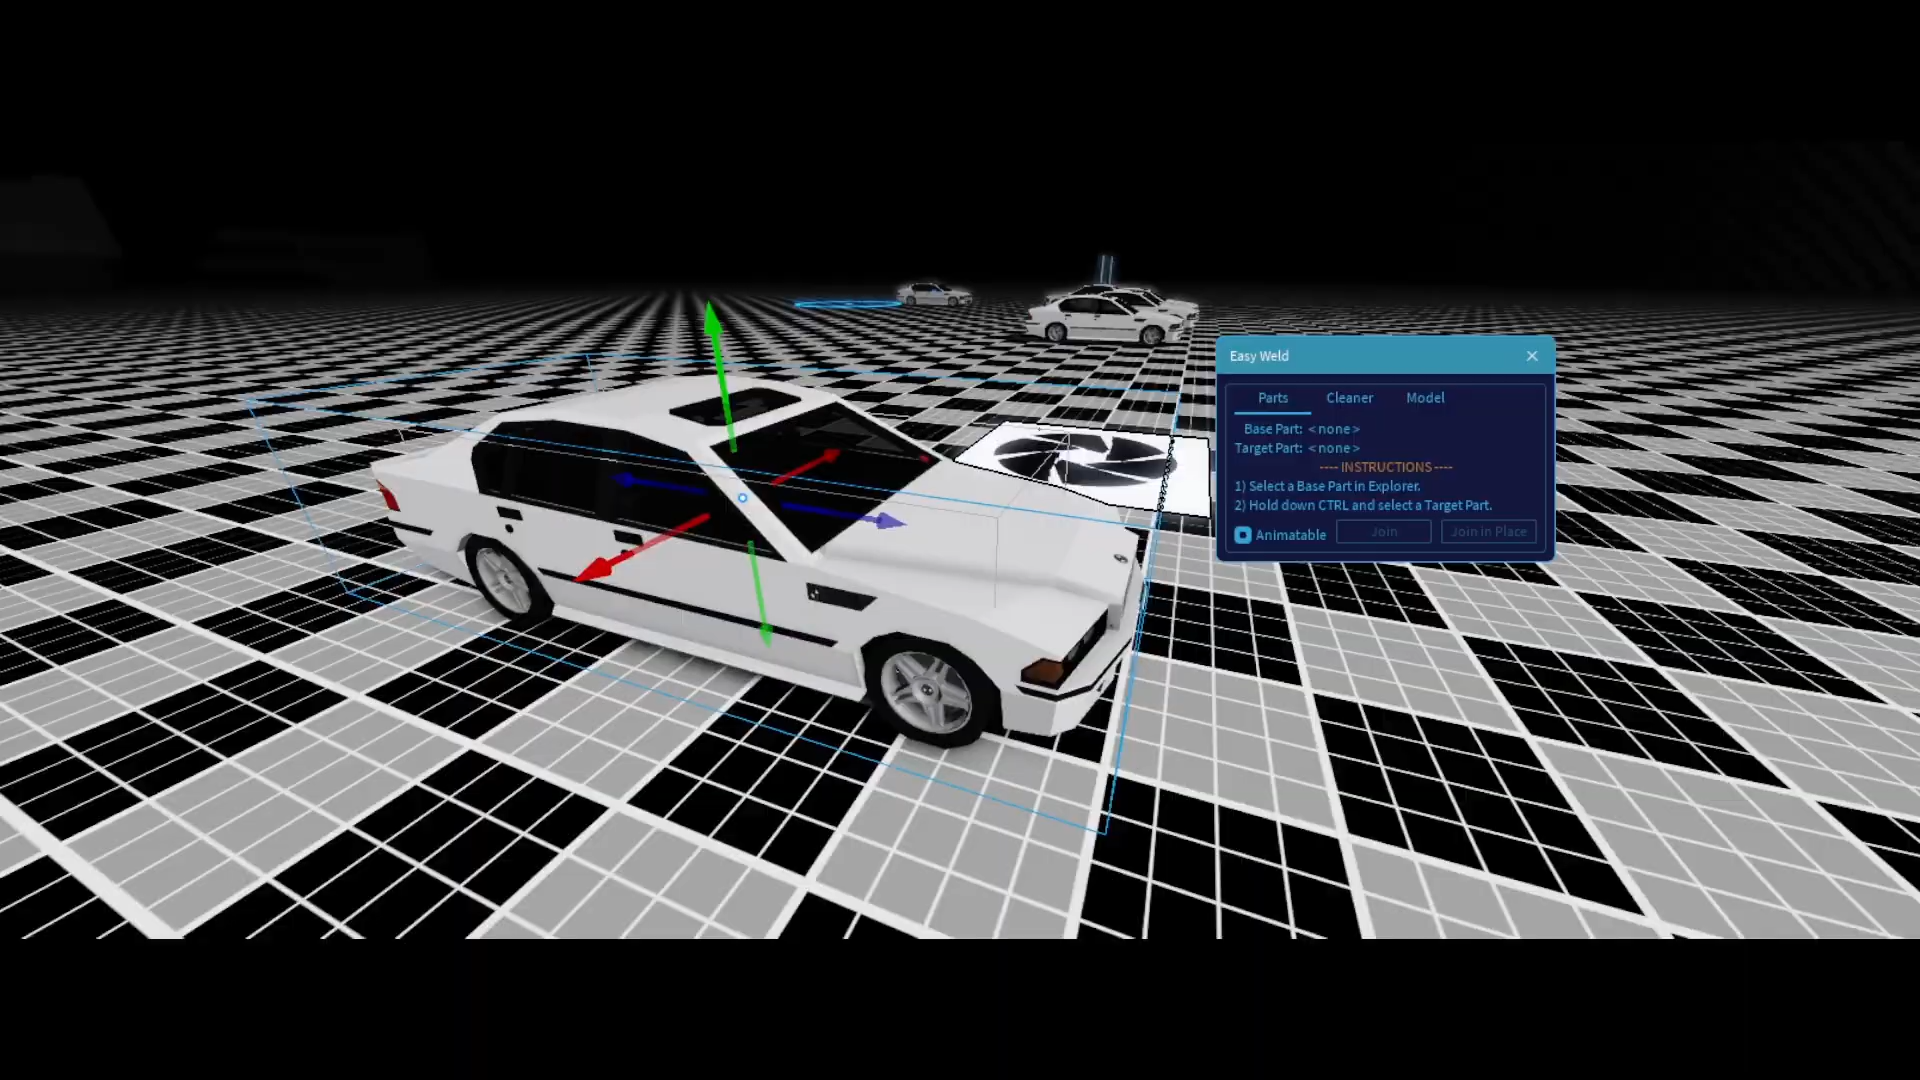 Easy Weld
Parts Cleaner Model
Base Part: < none >
Target Part: < none >
---- INSTRUCTIONS ----
1) Select a Base Part in Explorer.
2) Hold down CTRL and select a Target Part.
Animatable Join Join in Place